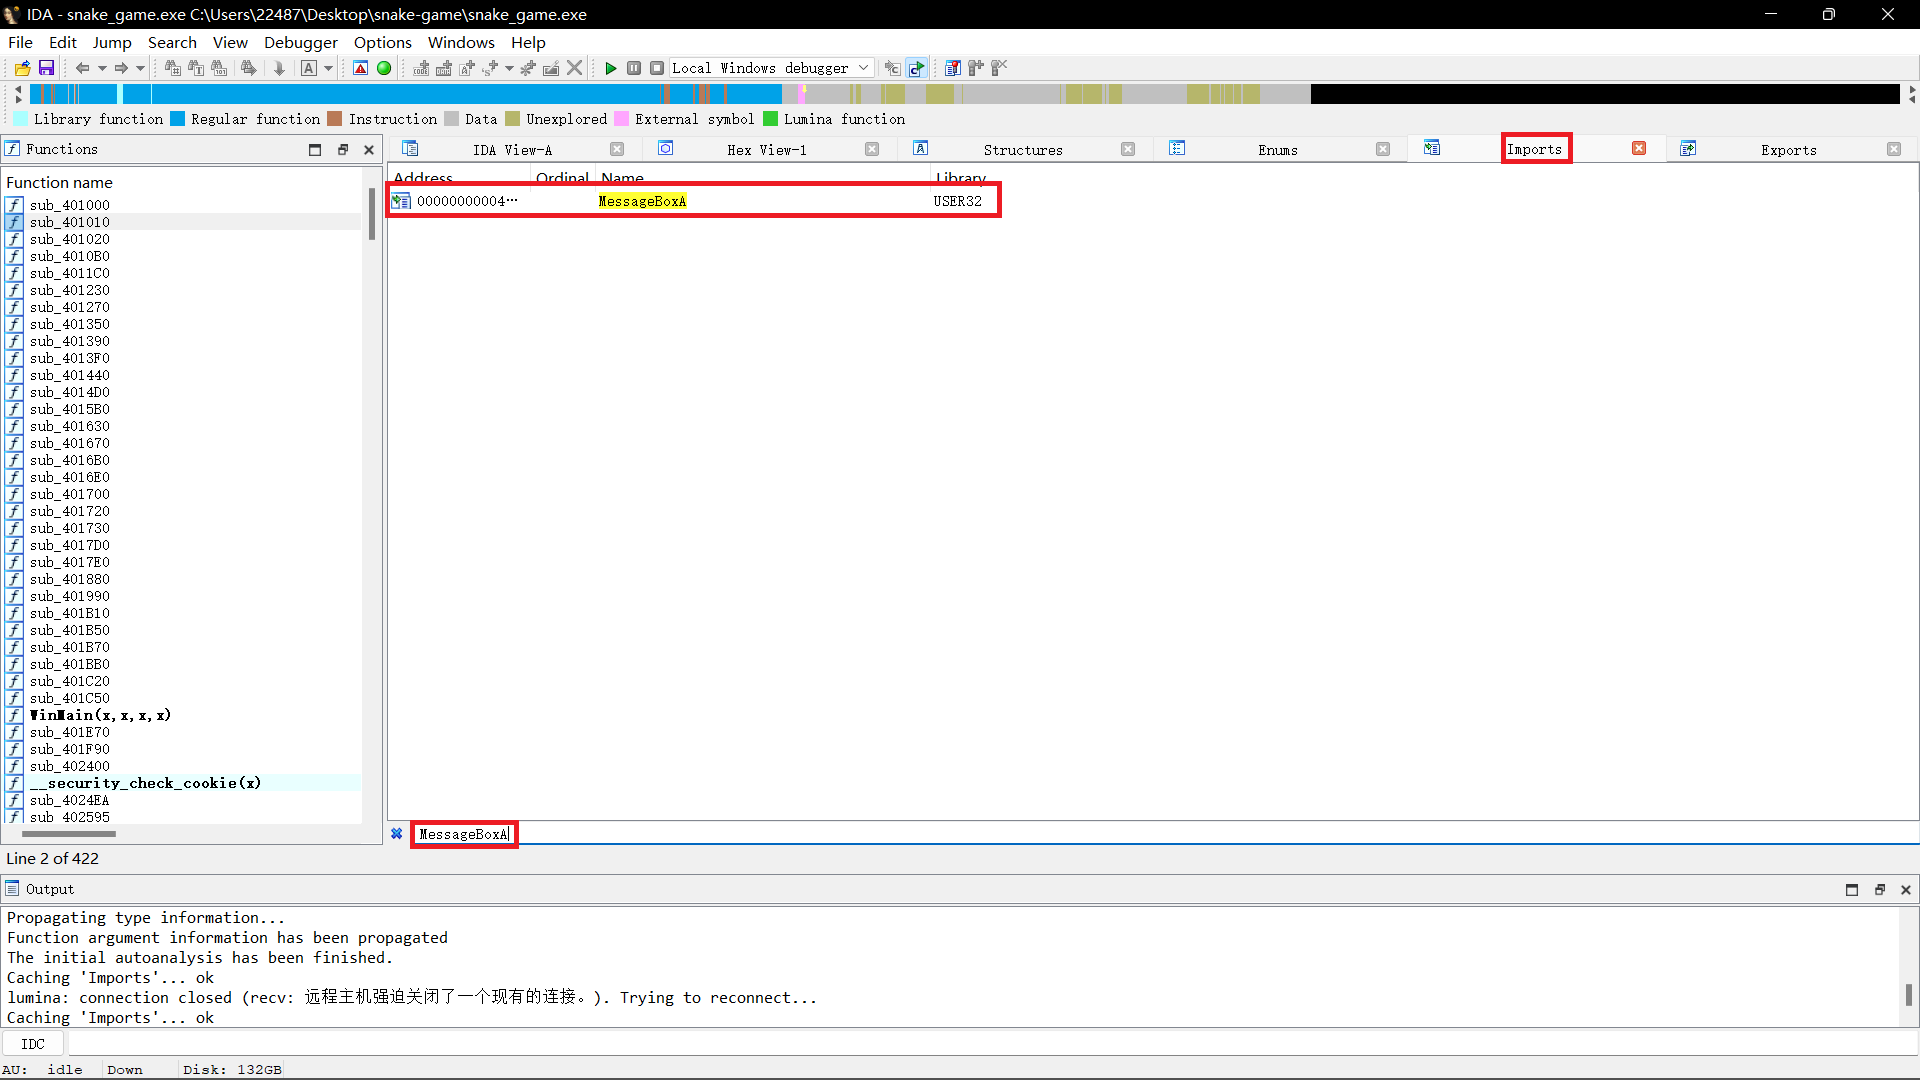 IDA - snake_game.exe C:\Users\22487\Desktop\snake-game\snake_game.exe
File Edit Jump Search View Debugger Options Windows Help
Local Windows debugger
Library function Regular function Instruction Data Unexplored External symbol Lumina function
Functions
IDA View-A Hex View-1 Structures Enums Imports Exports
Function name
Address Ordinal Name Library
00000000004… MessageBoxA USER32
sub_401000
sub_401010
sub_401020
sub_4010B0
sub_4011C0
sub_401230
sub_401270
sub_401350
sub_401390
sub_4013F0
sub_401440
sub_4014D0
sub_4015B0
sub_401630
sub_401670
sub_4016B0
sub_4016E0
sub_401700
sub_401720
sub_401730
sub_4017D0
sub_4017E0
sub_401880
sub_401990
sub_401B10
sub_401B50
sub_401B70
sub_401BB0
sub_401C20
sub_401C50
WinMain(x,x,x,x)
sub_401E70
sub_401F90
sub_402400
__security_check_cookie(x)
sub_4024EA
sub_402595
MessageBoxA
Line 2 of 422
Output
Propagating type information...
Function argument information has been propagated
The initial autoanalysis has been finished.
Caching 'Imports'... ok
lumina: connection closed (recv: 远程主机强迫关闭了一个现有的连接。). Trying to reconnect...
Caching 'Imports'... ok
IDC
AU: idle Down Disk: 132GB